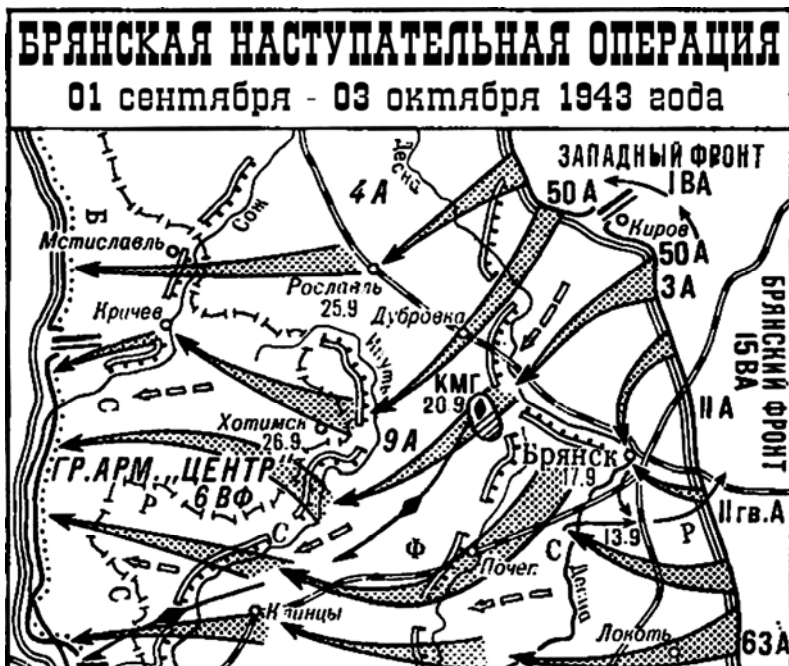 БРЯНСКАЯ НАСТУПАТЕЛЬНАЯ ОПЕРАЦИЯ
01 сентября - 03 октября 1943 года
ЗАПАДНЫЙ ФРОНТ
1 ВА
50 А
Киров
50 А
3 А
Десна
4 А
Сож
Б
Мстиславль
Рославль
25.9
Кричев
Дубровка
БРЯНСКИЙ ФРОНТ
15 ВА
11 А
КМГ
20.9
С
Хотимск
26.9
9 А
Брянск
17.9
ГР.АРМ. „ЦЕНТР"
6 ВФ
Р
С
11 гв.А
13.9
Р
С
Ф
Почеп
С
Клинцы
Локоть
63 А